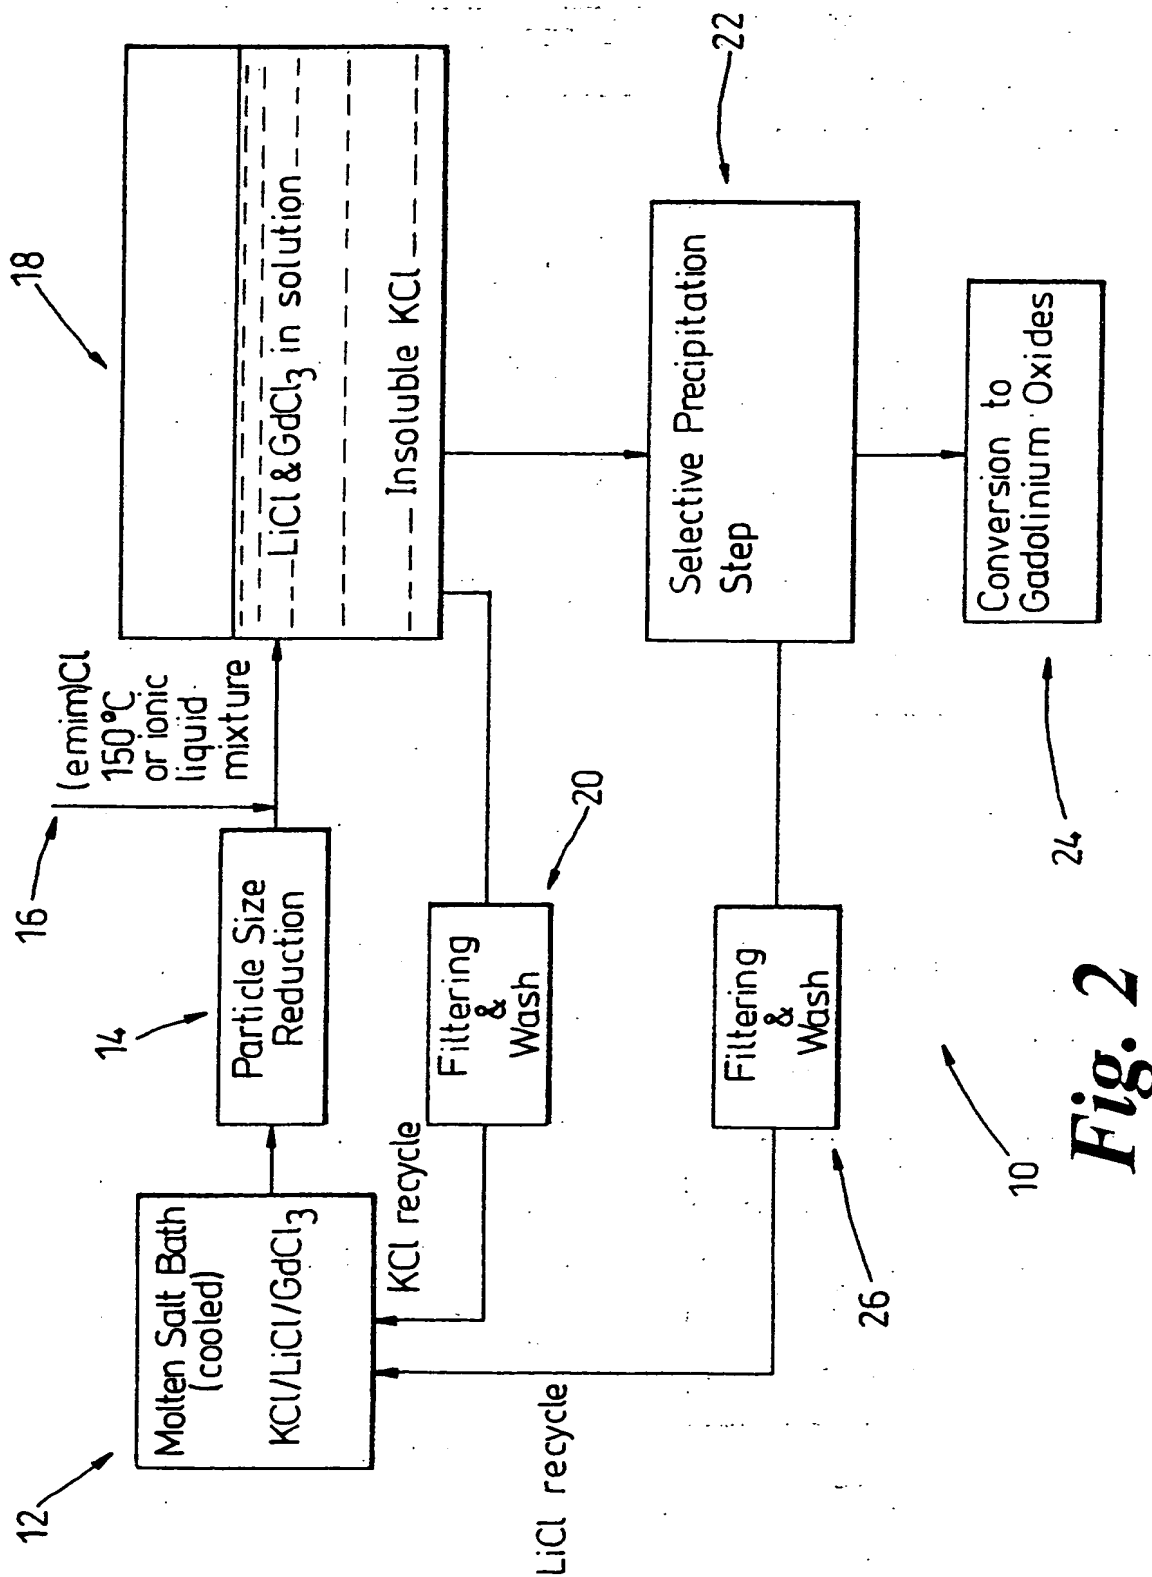 12
Molten Salt Bath
(cooled)
KCl/LiCl/GdCl3
14
Particle Size
Reduction
16
(emim)Cl
150°C
or ionic
liquid
mixture
18
LiCl & GdCl3 in solution
Insoluble KCl
KCl recycle
Filtering
&
Wash
20
LiCl recycle
Filtering
&
Wash
26
Selective Precipitation
Step
22
Conversion to
Gadolinium Oxides
24
10
Fig. 2